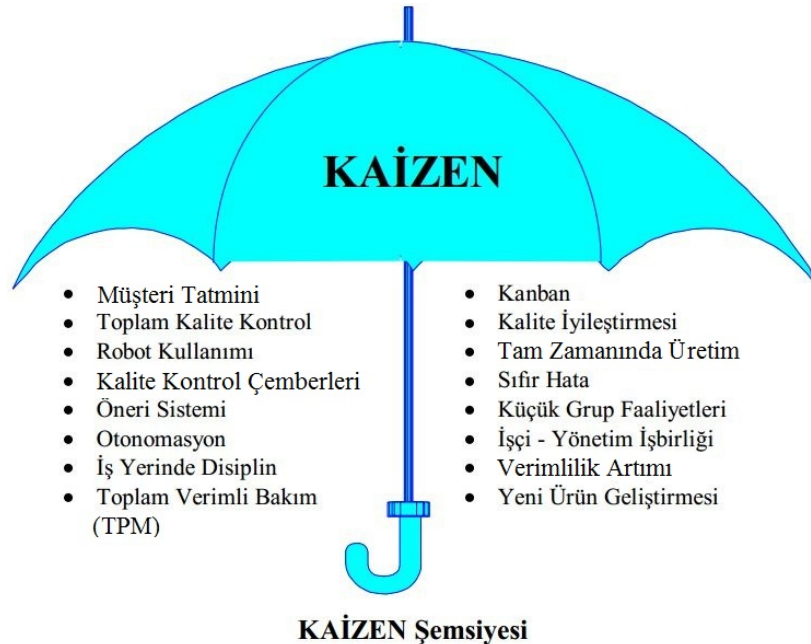 KAİZEN
• Müşteri Tatmini
• Toplam Kalite Kontrol
• Robot Kullanımı
• Kalite Kontrol Çemberleri
• Öneri Sistemi
• Otonomasyon
• İş Yerinde Disiplin
• Toplam Verimli Bakım
(TPM)
• Kanban
• Kalite İyileştirmesi
• Tam Zamanında Üretim
• Sıfır Hata
• Küçük Grup Faaliyetleri
• İşçi - Yönetim İşbirliği
• Verimlilik Artımı
• Yeni Ürün Geliştirmesi
KAİZEN Şemsiyesi